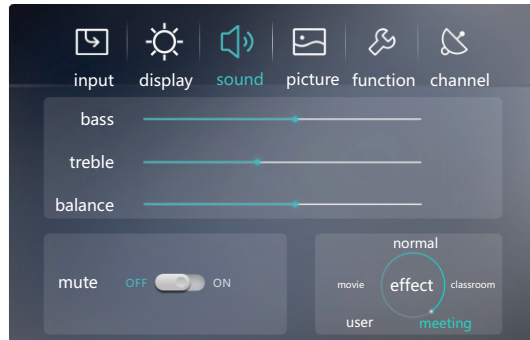 input display sound picture function channel
bass
treble
balance
mute OFF ON
normal
movie effect classroom
user meeting